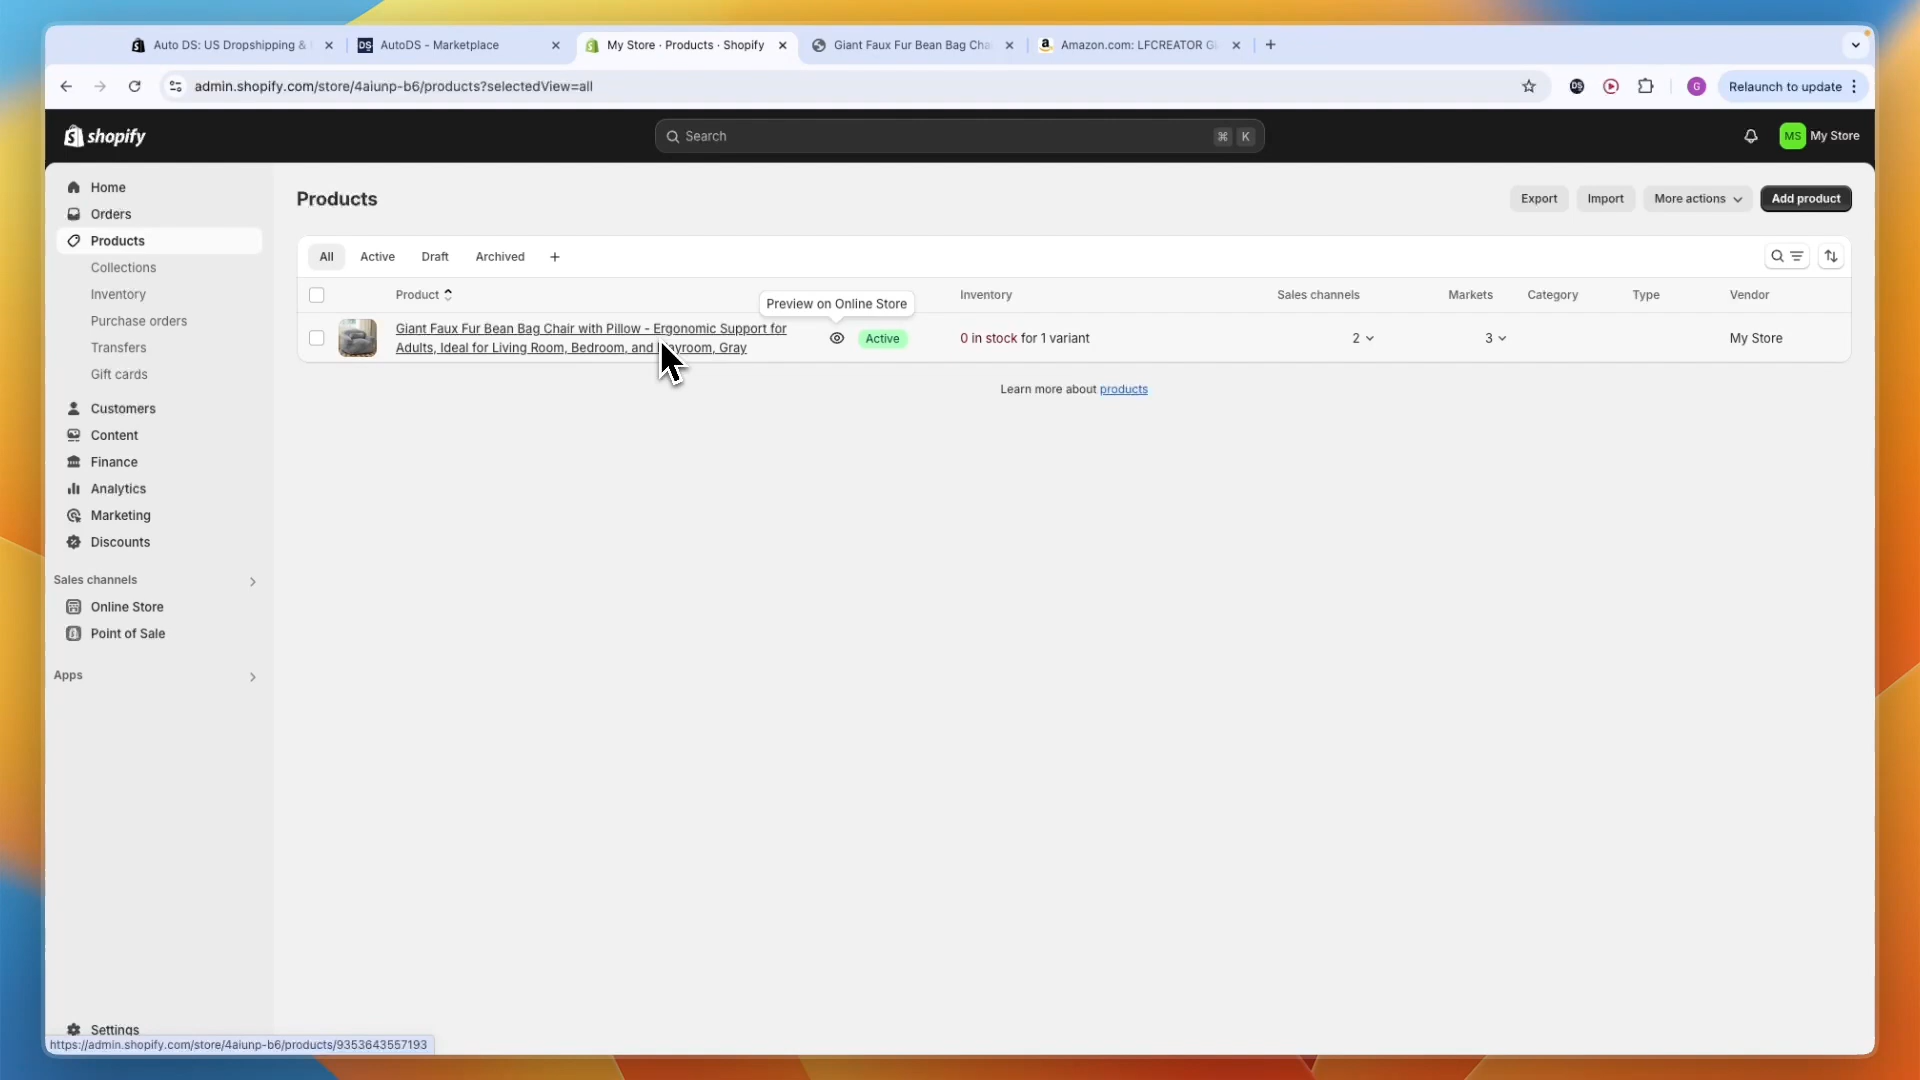 Auto DS: US Dropshipping &
AutoDS - Marketplace
My Store · Products · Shopify
Giant Faux Fur Bean Bag Cha
Amazon.com: LFCREATOR G
admin.shopify.com/store/4aiunp-b6/products?selectedView=all
DS
G
Relaunch to update
shopify
Search
⌘ K
MS
My Store
Home
Orders
Products
Collections
Inventory
Purchase orders
Transfers
Gift cards
Customers
Content
Finance
Analytics
Marketing
Discounts
Sales channels
Online Store
Point of Sale
Apps
Settings
https://admin.shopify.com/store/4aiunp-b6/products/9353643557193
Products
Export
Import
More actions
Add product
All
Active
Draft
Archived
+
Product
Inventory
Sales channels
Markets
Category
Type
Vendor
Preview on Online Store
Giant Faux Fur Bean Bag Chair with Pillow - Ergonomic Support for
Adults, Ideal for Living Room, Bedroom, and
Gray
Active
0 in stock for 1 variant
2
3
My Store
Learn more about products